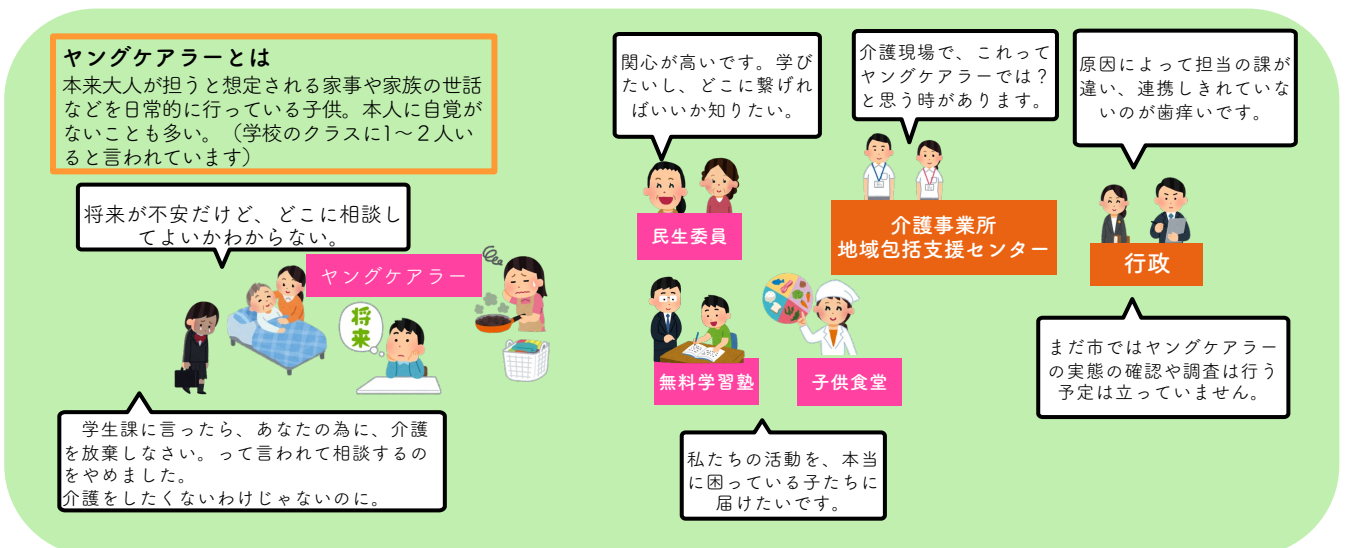 ヤングケアラーとは
本来大人が担うと想定される家事や家族の世話
などを日常的に行っている子供。本人に自覚が
ないことも多い。（学校のクラスに1～２人い
ると言われています）
将来が不安だけど、どこに相談し
てよいかわからない。
ヤングケアラー
将
来
学生課に言ったら、あなたの為に、介護
を放棄しなさい。って言われて相談するの
をやめました。
介護をしたくないわけじゃないのに。
関心が高いです。学び
たいし、どこに繋げれ
ばいいか知りたい。
民生委員
介護現場で、これって
ヤングケアラーでは？
と思う時があります。
介護事業所
地域包括支援センター
原因によって担当の課が
違い、連携しきれていな
いのが歯痒いです。
行政
無料学習塾
子供食堂
私たちの活動を、本当
に困っている子たちに
届けたいです。
まだ市ではヤングケアラー
の実態の確認や調査は行う
予定は立っていません。